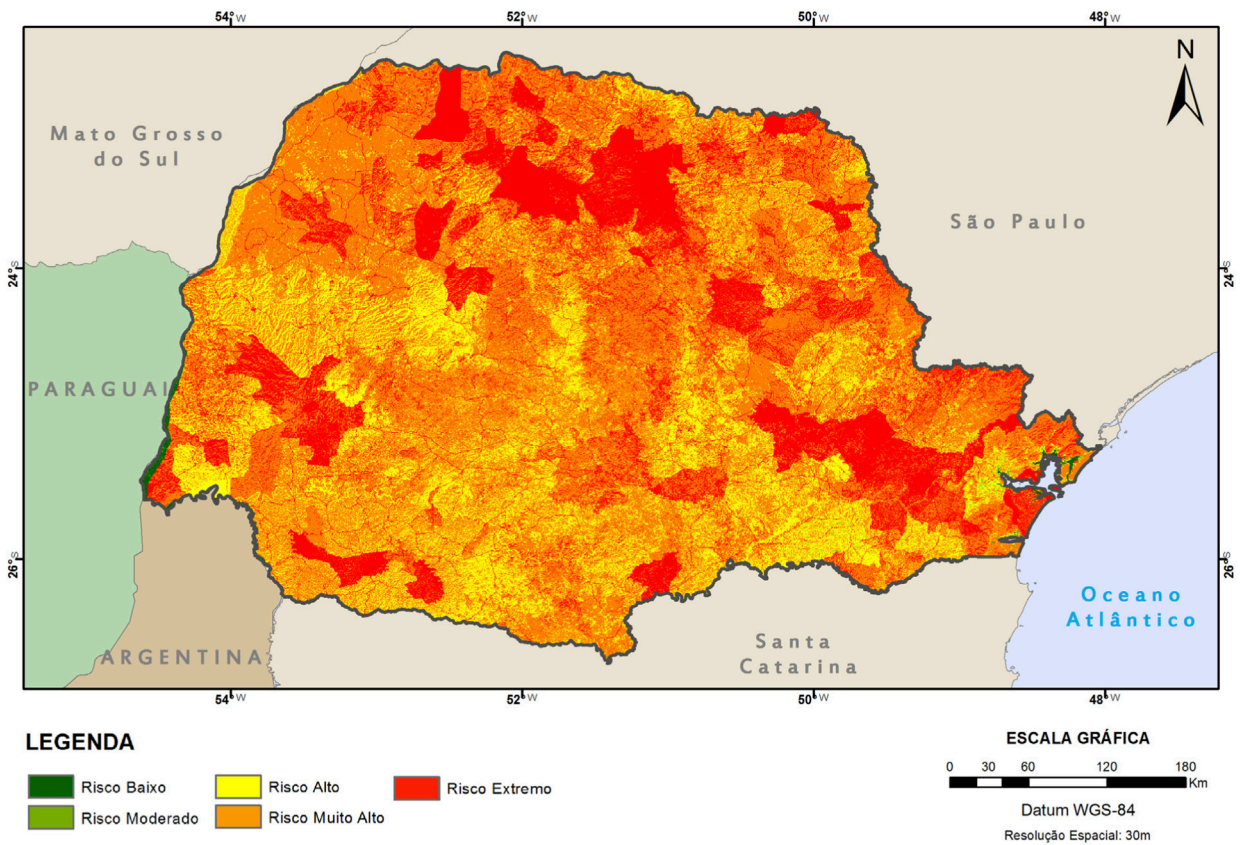 54°W
52°W
50°W
48°W
N
Mato Grosso
do Sul
São Paulo
24°S
24°S
PARAGUAI
26°S
26°S
Oceano
Atlântico
Santa
Catarina
ARGENTINA
54°W
52°W
50°W
48°W
LEGENDA
Risco Baixo
Risco Alto
Risco Extremo
Risco Moderado
Risco Muito Alto
ESCALA GRÁFICA
0 30 60 120 180
Km
Datum WGS-84
Resolução Espacial: 30m